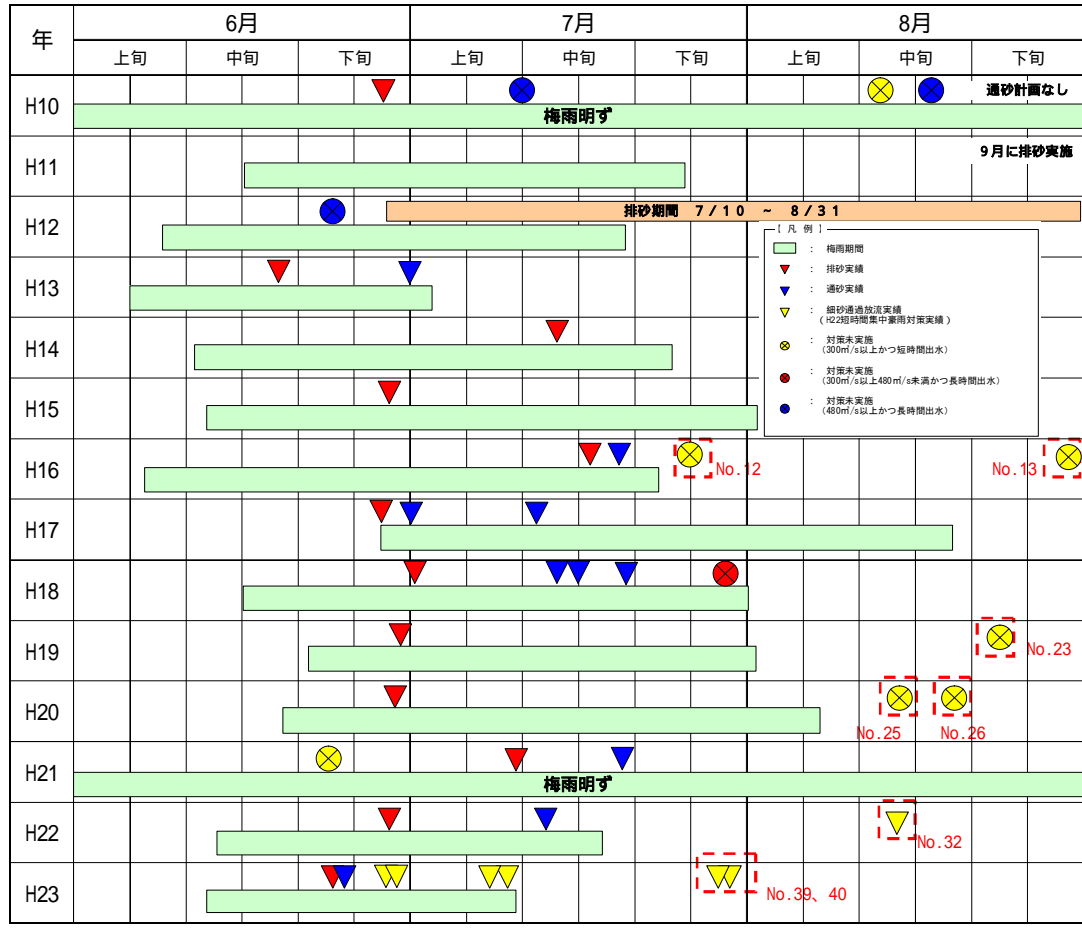 年
6月
7月
8月
上旬
中旬
下旬
上旬
中旬
下旬
上旬
中旬
下旬
H10
通砂計画なし
梅雨明ず
H11
9月に排砂実施
H12
排砂期間 7/10 ~ 8/31
【凡例】
: 梅雨期間
: 排砂実績
: 通砂実績
: 細砂通過放流実績
(H22短時間集中豪雨対策実績)
: 対策未実施
(300㎥/s以上かつ短時間出水)
: 対策未実施
(300㎥/s以上480㎥/s未満かつ長時間出水)
: 対策未実施
(480㎥/s以上かつ長時間出水)
H13
H14
H15
H16
No.12
No.13
H17
H18
H19
No.23
H20
No.25
No.26
H21
梅雨明ず
H22
No.32
H23
No.39、40